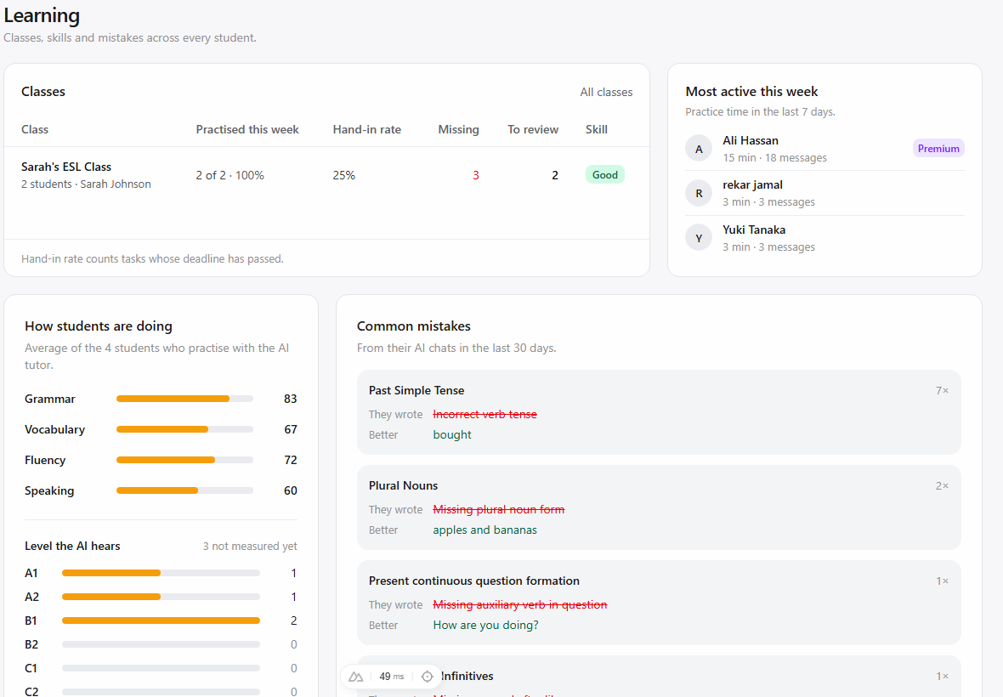 Learning
Classes, skills and mistakes across every student.
Classes
All classes
Class Practised this week Hand-in rate Missing To review Skill
Sarah's ESL Class
2 students · Sarah Johnson
2 of 2 · 100% 25% 3 2 Good
Hand-in rate counts tasks whose deadline has passed.
Most active this week
Practice time in the last 7 days.
A
Ali Hassan
15 min · 18 messages
Premium
R
rekar jamal
3 min · 3 messages
Y
Yuki Tanaka
3 min · 3 messages
How students are doing
Average of the 4 students who practise with the AI
tutor.
Grammar 83
Vocabulary 67
Fluency 72
Speaking 60
Level the AI hears 3 not measured yet
A1 1
A2 1
B1 2
B2 0
C1 0
C2 0
Common mistakes
From their AI chats in the last 30 days.
Past Simple Tense 7×
They wrote Incorrect verb tense
Better bought
Plural Nouns 2×
They wrote Missing plural noun form
Better apples and bananas
Present continuous question formation 1×
They wrote Missing auxiliary verb in question
Better How are you doing?
Infinitives 1×
49 ms